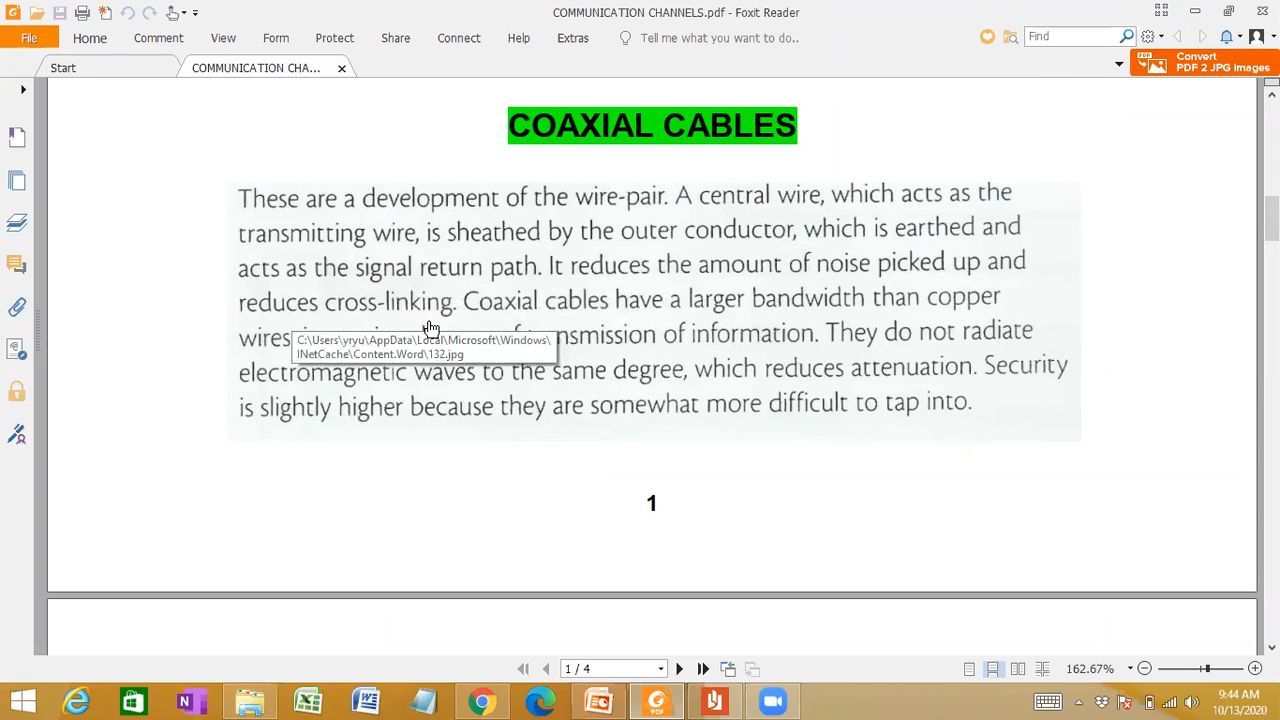 COMMUNICATION CHANNELS.pdf - Foxit Reader
File Home Comment View Form Protect Share Connect Help Extras Tell me what you want to do.. Find
Convert
PDF 2 JPG Images
Start COMMUNICATION CHA...
COAXIAL CABLES
These are a development of the wire-pair. A central wire, which acts as the
transmitting wire, is sheathed by the outer conductor, which is earthed and
acts as the signal return path. It reduces the amount of noise picked up and
reduces cross-linking. Coaxial cables have a larger bandwidth than copper
wires transmission of information. They do not radiate
C:\Users\yryu\AppData\Local\Microsoft\Windows\
INetCache\Content.Word\132.jpg
electromagnetic waves to the same degree, which reduces attenuation. Security
is slightly higher because they are somewhat more difficult to tap into.
1
1 / 4
162.67%
9:44 AM
10/13/2020